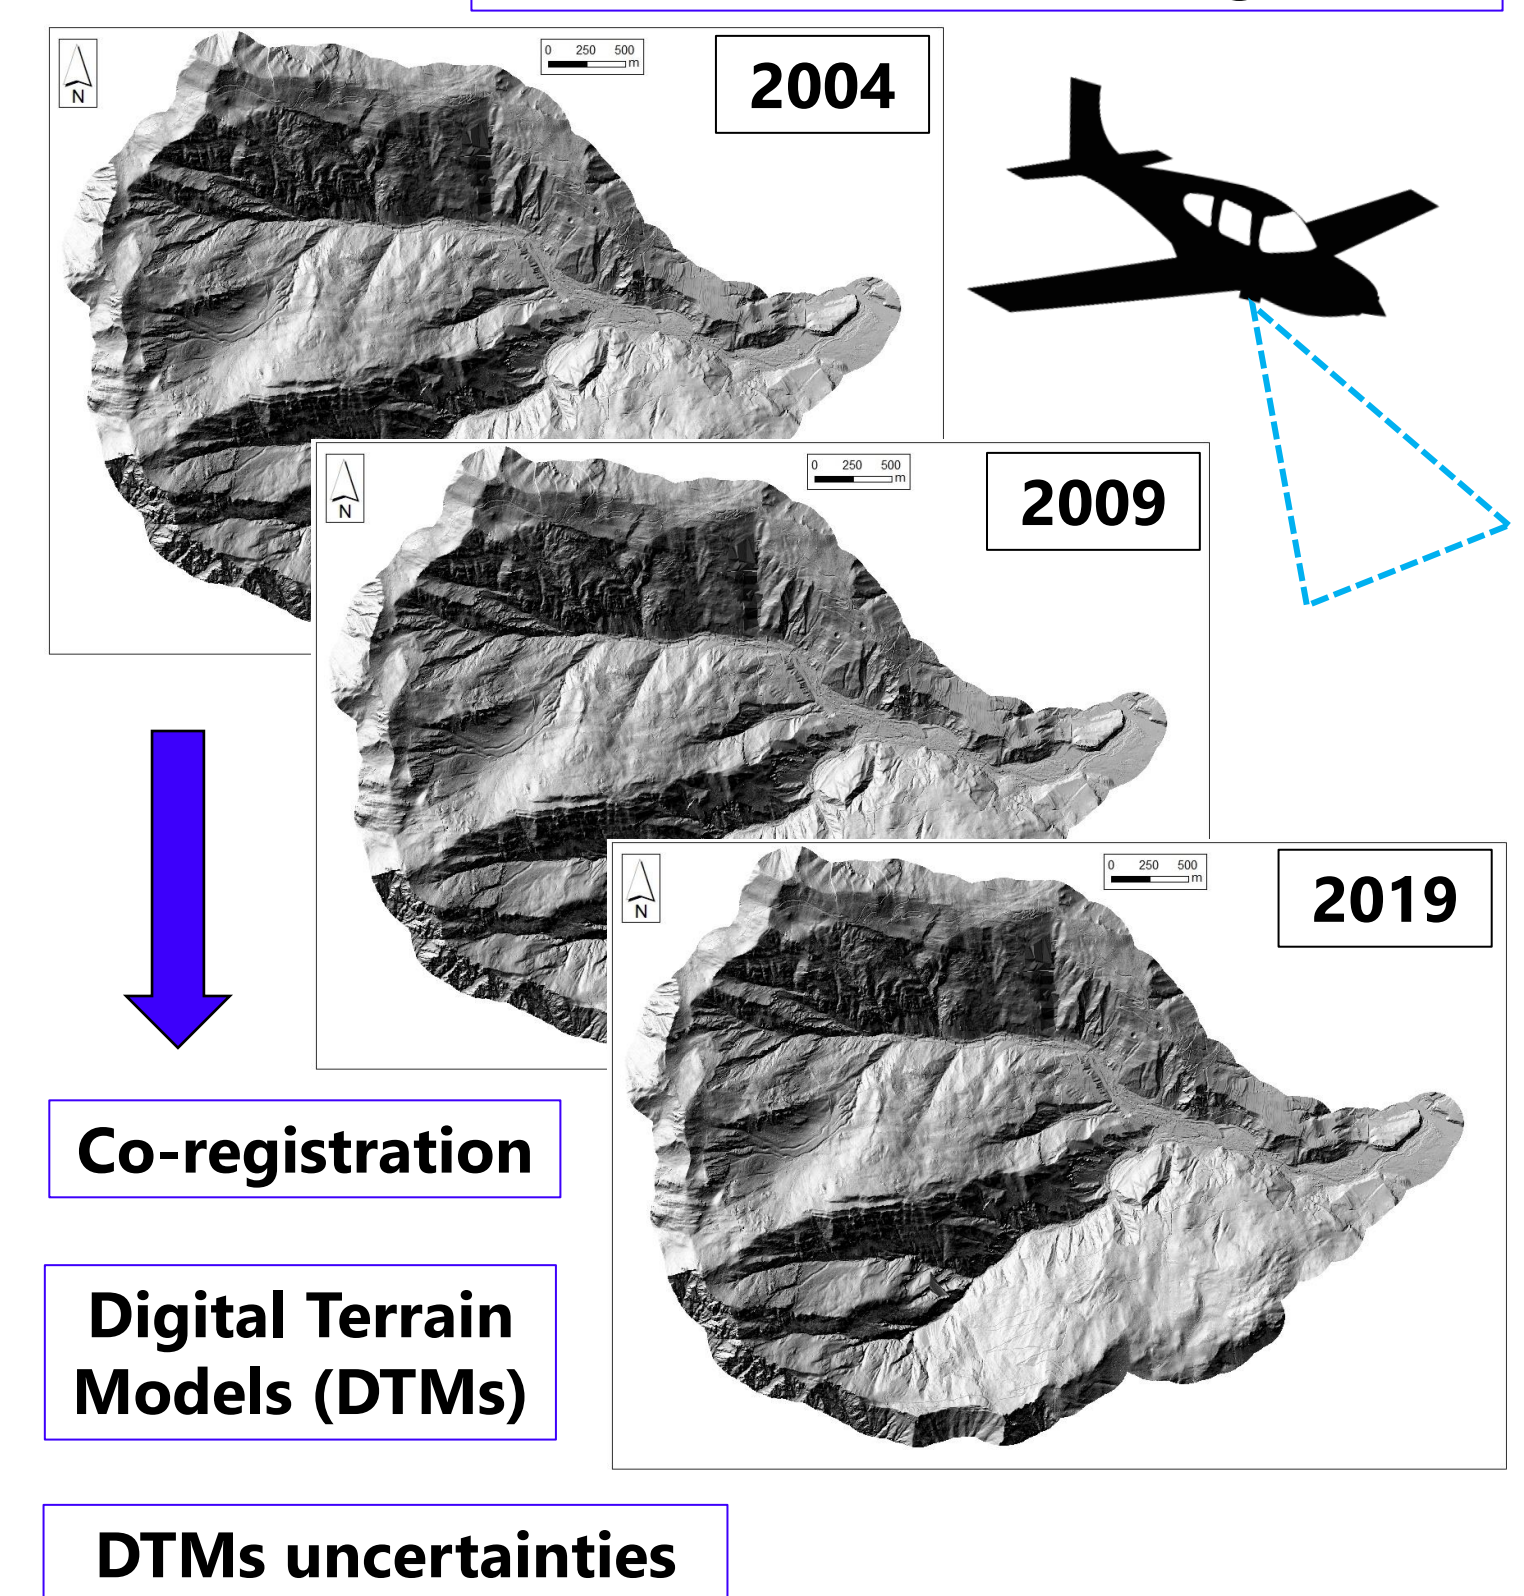 0 250 500
m
N
2004
0 250 500
m
N
2009
0 250 500
m
N
2019
Co-registration
Digital Terrain
Models (DTMs)
DTMs uncertainties